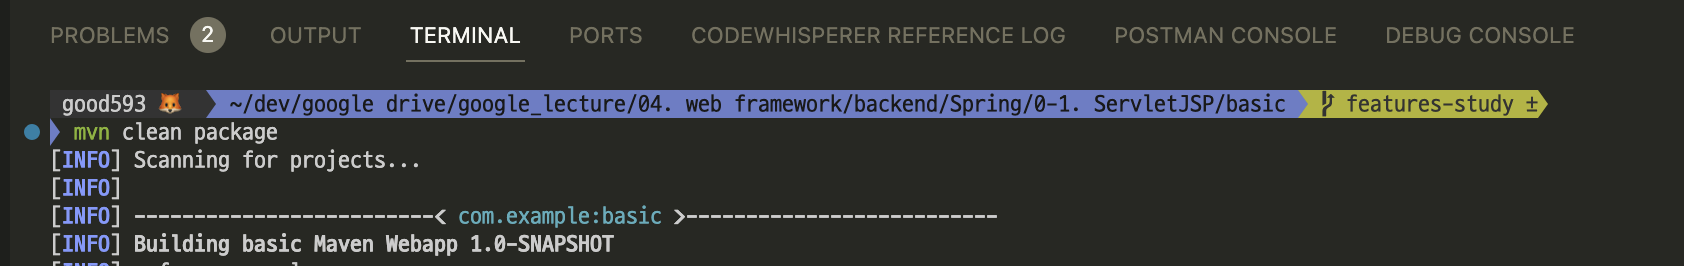 PROBLEMS 2 OUTPUT TERMINAL PORTS CODEWHISPERER REFERENCE LOG POSTMAN CONSOLE DEBUG CONSOLE
good593 🦊 ~/dev/google drive/google_lecture/04. web framework/backend/Spring/0-1. ServletJSP/basic features-study ±
mvn clean package
[INFO] Scanning for projects...
[INFO]
[INFO] -------------------------< com.example:basic >--------------------------
[INFO] Building basic Maven Webapp 1.0-SNAPSHOT